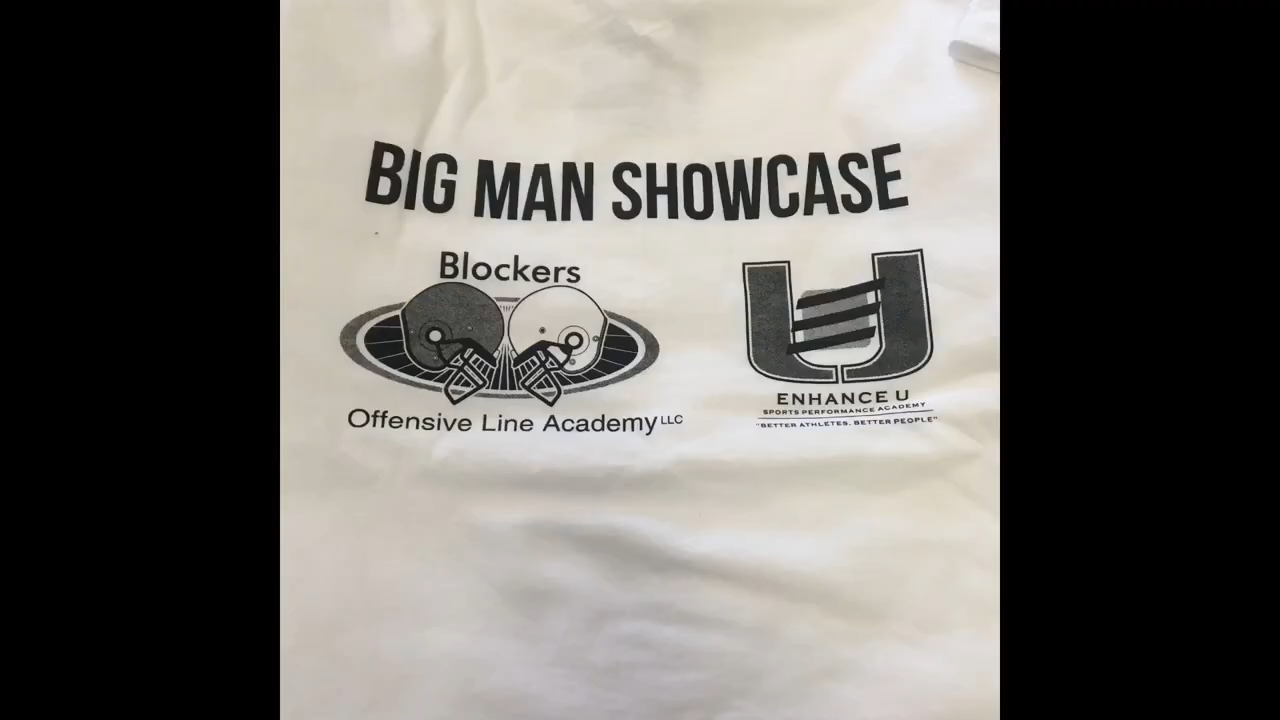 BIG MAN SHOWCASE
Blockers
Offensive Line Academy LLC
ENHANCE U
SPORTS PERFORMANCE ACADEMY
"BETTER ATHLETES, BETTER PEOPLE"